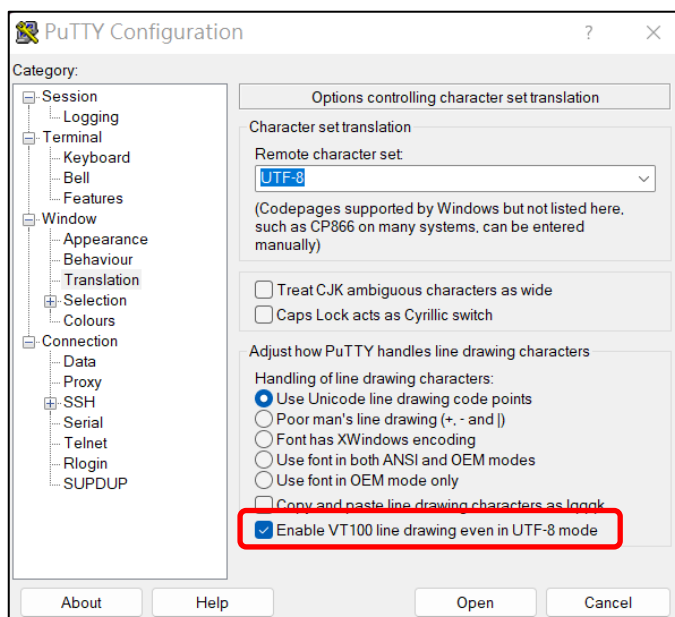 PuTTY Configuration
?
Category:
Session
Logging
Terminal
Keyboard
Bell
Features
Window
Appearance
Behaviour
Translation
Selection
Colours
Connection
Data
Proxy
SSH
Serial
Telnet
Rlogin
SUPDUP
Options controlling character set translation
Character set translation
Remote character set:
UTF-8
(Codepages supported by Windows but not listed here,
such as CP866 on many systems, can be entered
manually)
Treat CJK ambiguous characters as wide
Caps Lock acts as Cyrillic switch
Adjust how PuTTY handles line drawing characters
Handling of line drawing characters:
Use Unicode line drawing code points
Poor man's line drawing (+, - and |)
Font has XWindows encoding
Use font in both ANSI and OEM modes
Use font in OEM mode only
Copy and paste line drawing characters as lqqqk
Enable VT100 line drawing even in UTF-8 mode
About
Help
Open
Cancel